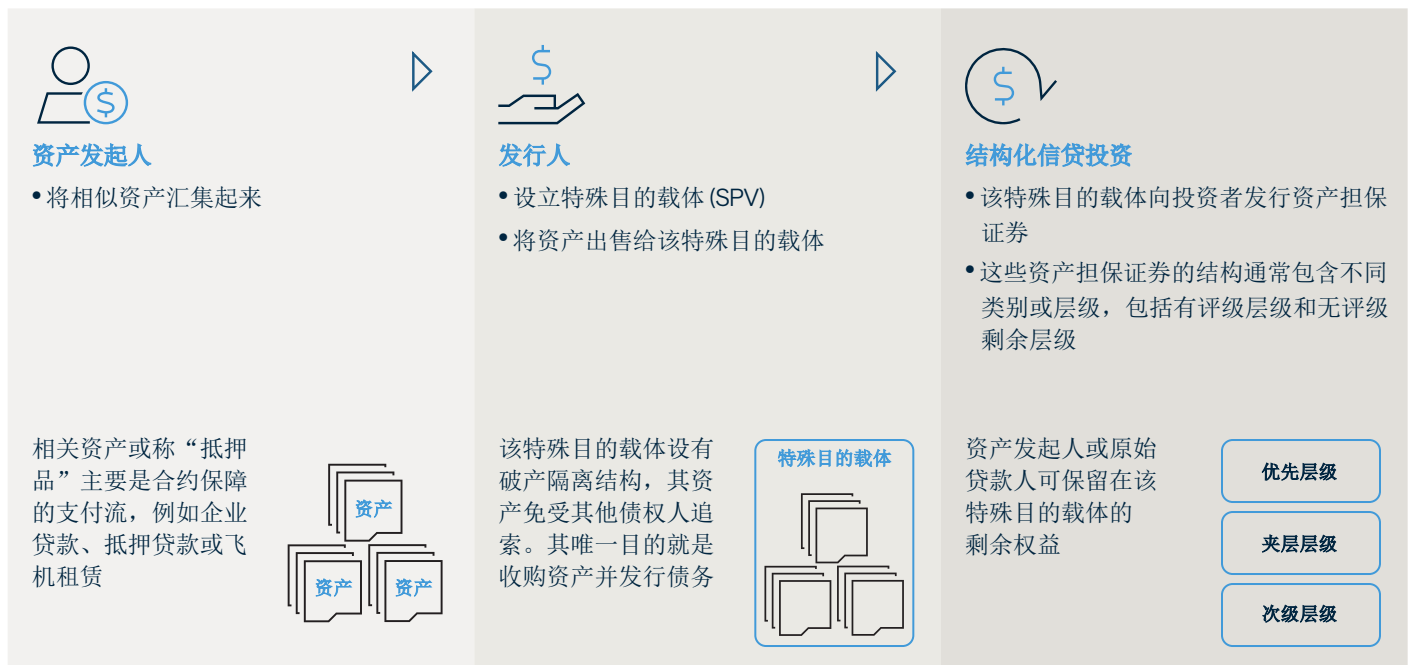 资产发起人
• 将相似资产汇集起来
相关资产或称“抵押
品”主要是合约保障
的支付流，例如企业
贷款、抵押贷款或飞
机租赁
资产
资产
资产
发行人
• 设立特殊目的载体 (SPV)
• 将资产出售给该特殊目的载体
该特殊目的载体设有
破产隔离结构，其资
产免受其他债权人追
索。其唯一目的就是
收购资产并发行债务
特殊目的载体
结构化信贷投资
• 该特殊目的载体向投资者发行资产担保
证券
• 这些资产担保证券的结构通常包含不同
类别或层级，包括有评级层级和无评级
剩余层级
资产发起人或原始
贷款人可保留在该
特殊目的载体的
剩余权益
优先层级
夹层层级
次级层级